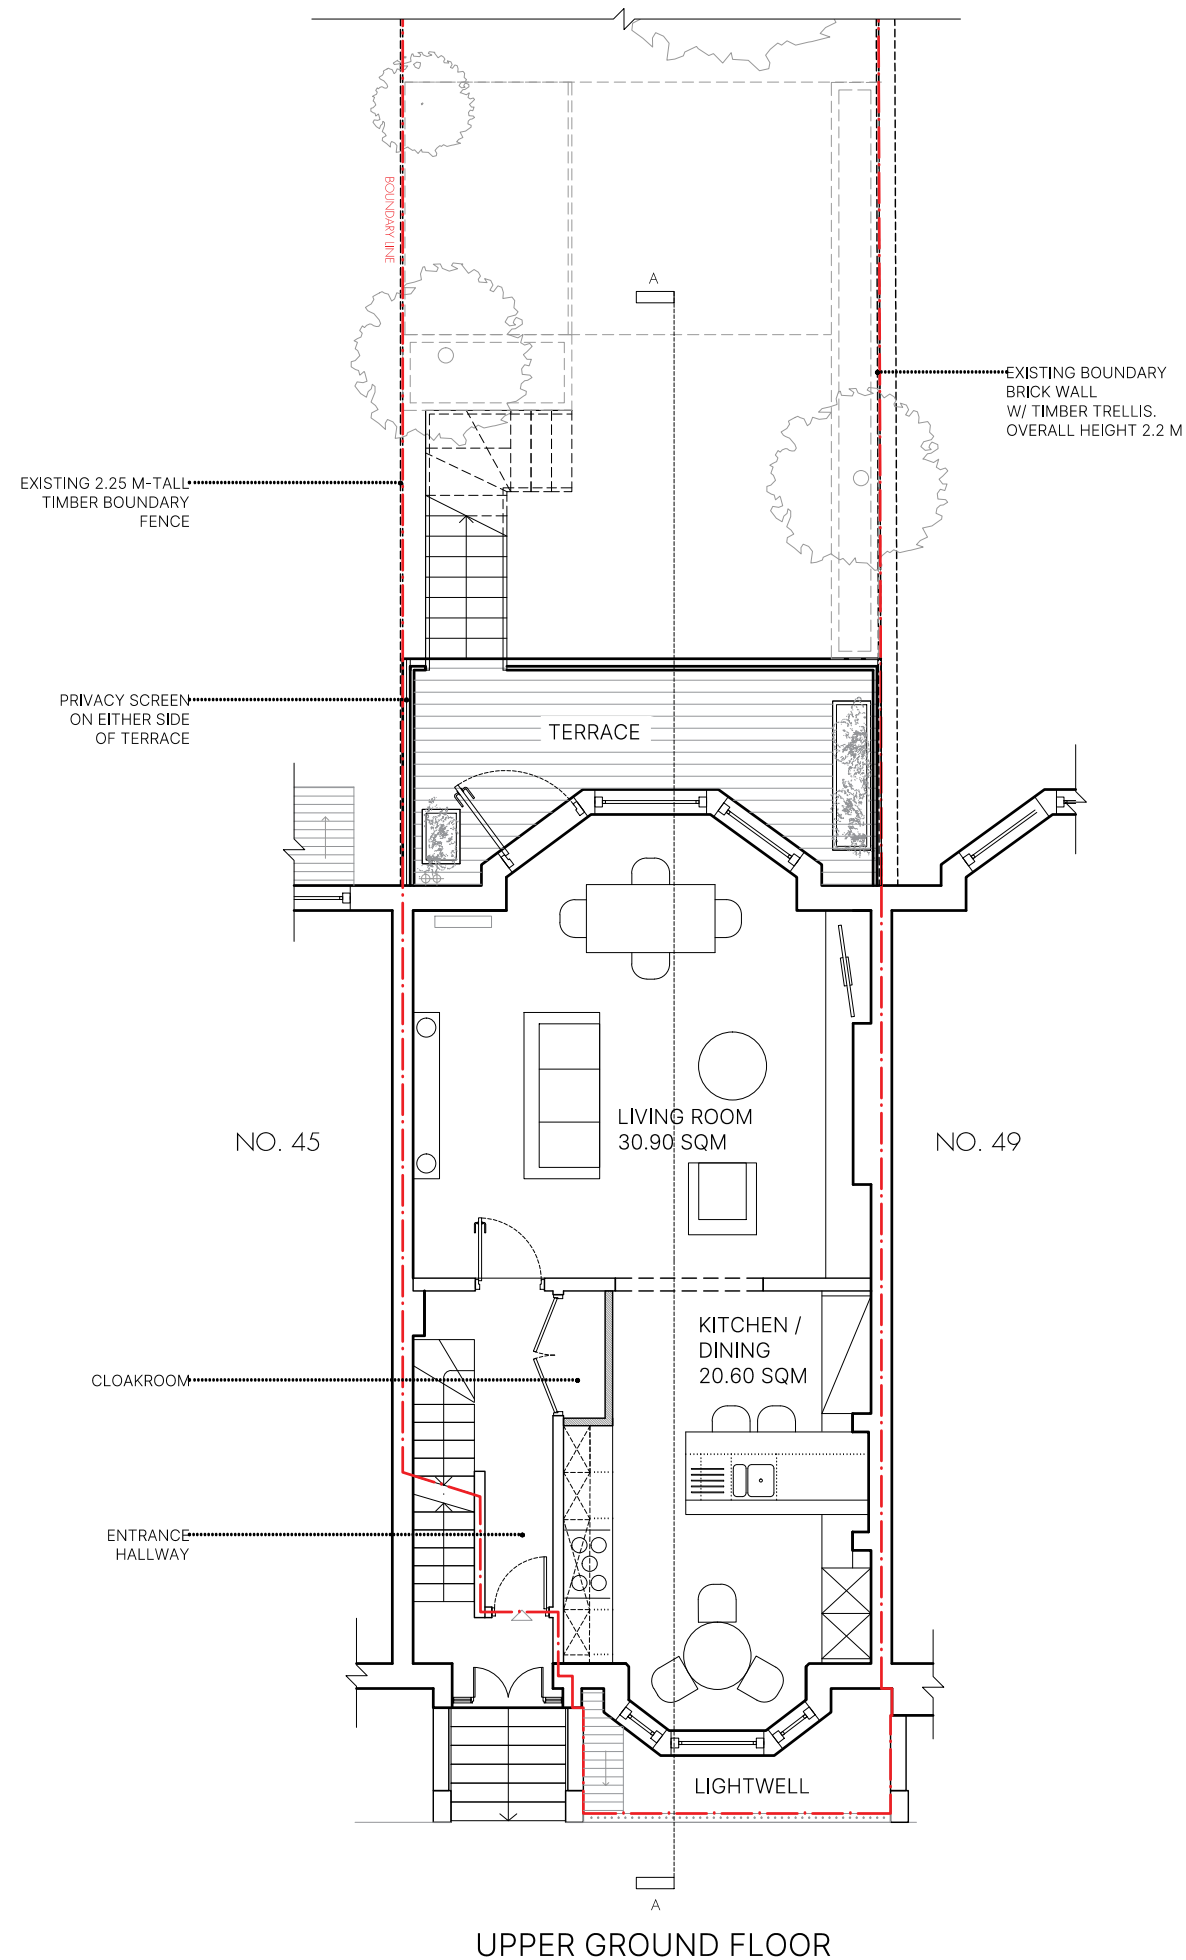 BOUNDARY LINE
A
EXISTING BOUNDARY
BRICK WALL
W/ TIMBER TRELLIS.
OVERALL HEIGHT 2.2 M
EXISTING 2.25 M-TALL
TIMBER BOUNDARY
FENCE
PRIVACY SCREEN
ON EITHER SIDE
OF TERRACE
TERRACE
LIVING ROOM
30.90 SQM
NO. 45
NO. 49
KITCHEN /
DINING
20.60 SQM
CLOAKROOM
ENTRANCE
HALLWAY
LIGHTWELL
A
UPPER GROUND FLOOR